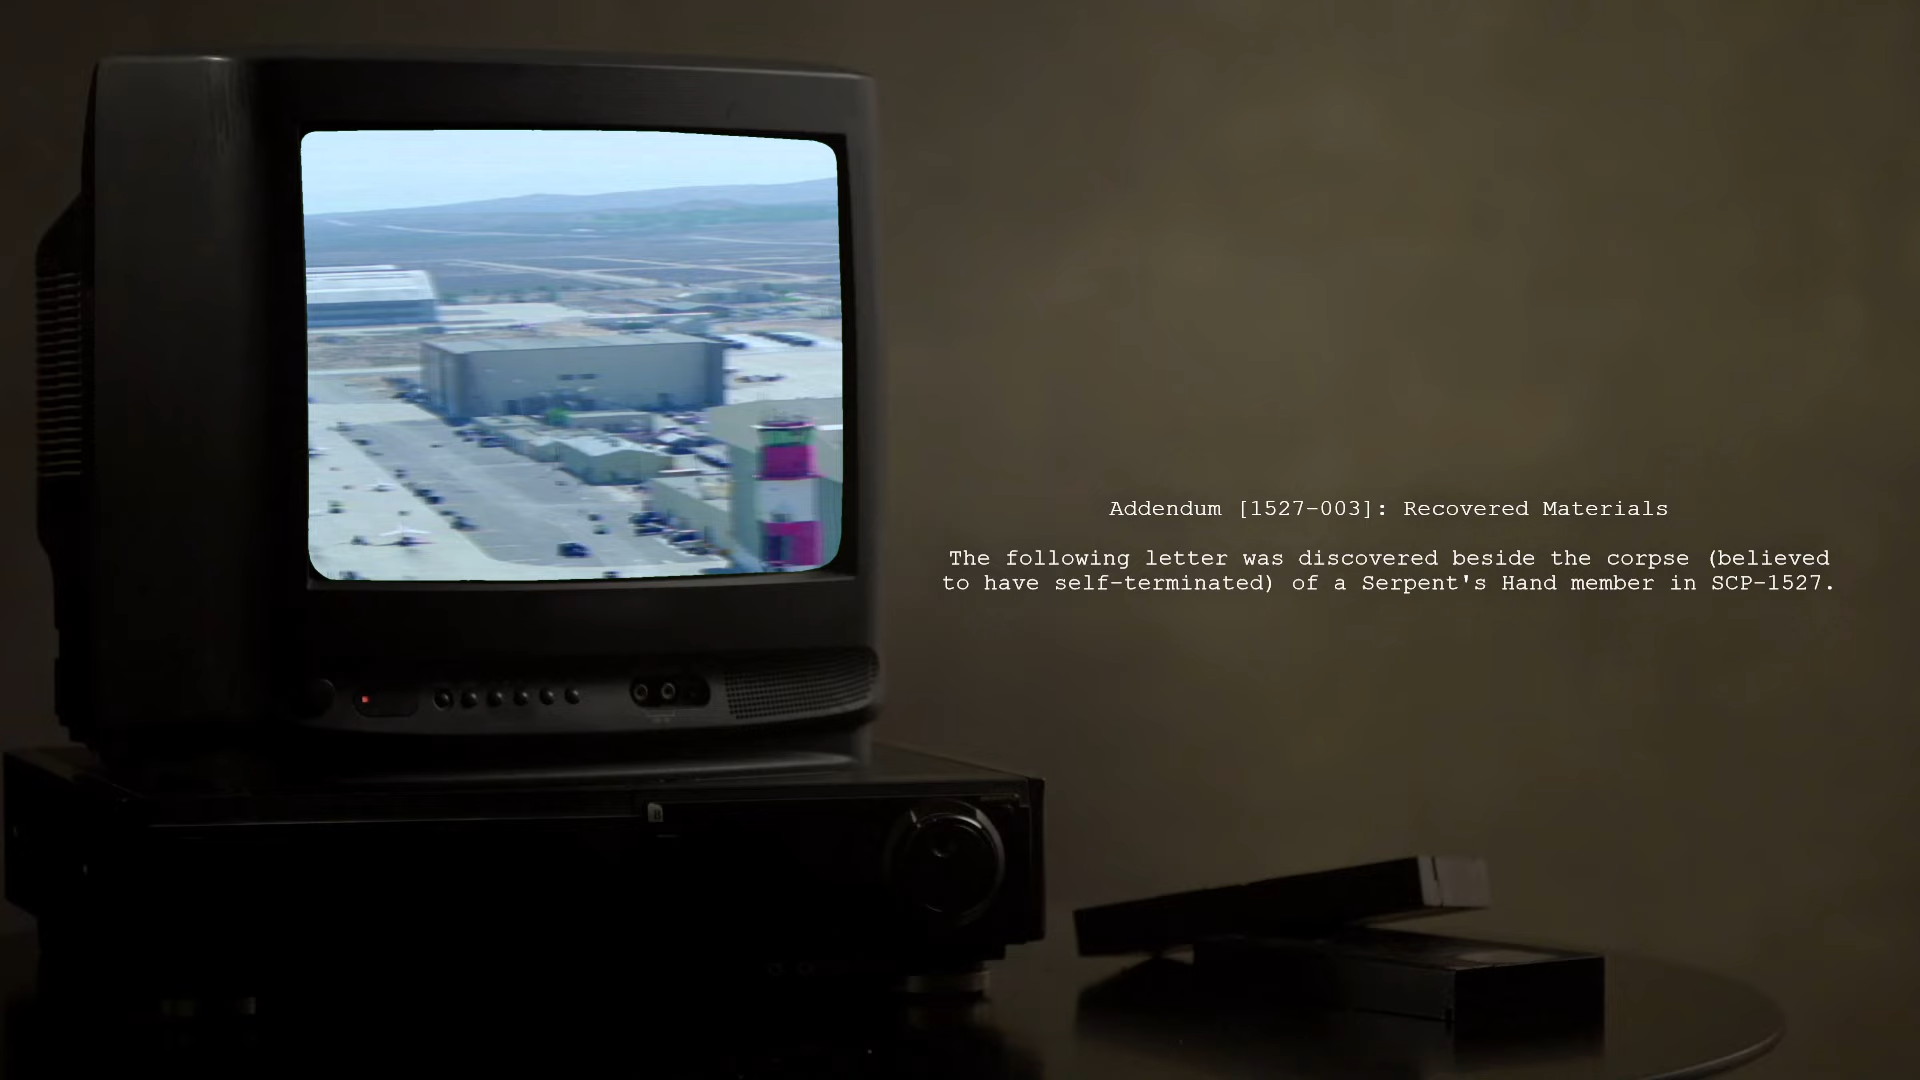 Addendum [1527-003]: Recovered Materials
The following letter was discovered beside the corpse (believed
to have self-terminated) of a Serpent's Hand member in SCP-1527.